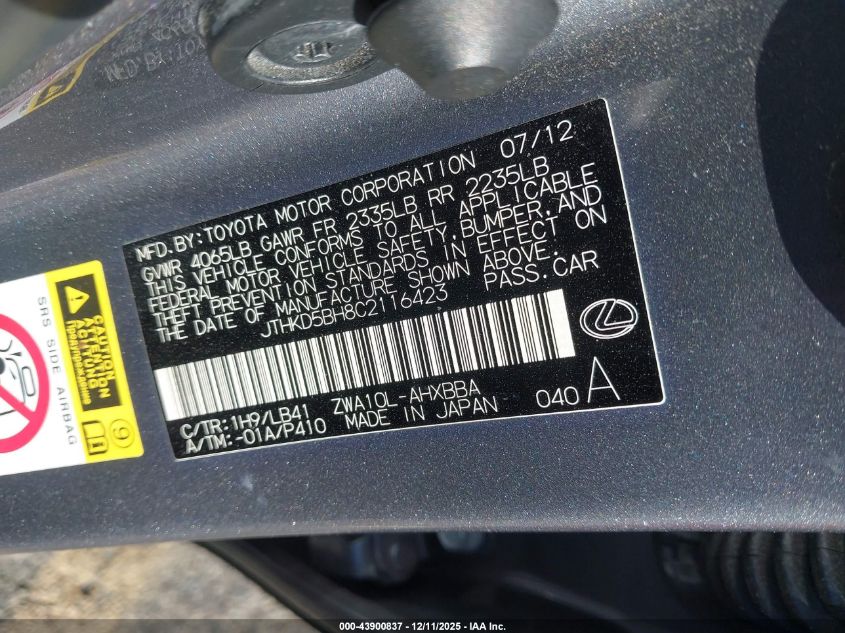 MFD. BY: TOYOTA MOTOR CORPORATION 07/12
GVWR 4065LB GAWR FR 2335LB RR 2235LB
THIS VEHICLE CONFORMS TO ALL APPLICABLE
FEDERAL MOTOR VEHICLE SAFETY, BUMPER, AND
THEFT PREVENTION STANDARDS IN EFFECT ON
THE DATE OF MANUFACTURE SHOWN ABOVE.
JTHKD5BH8C2116423 PASS. CAR
C/TR: 1H9/LB41 ZWA10L-AHXBBA
A/TM: -01A/P410 MADE IN JAPAN 040 A
SRS SIDE AIRBAG
CAUTION
ACHTUNG
Предупреждение
9
000-43900837 - 12/11/2025 - IAA Inc.